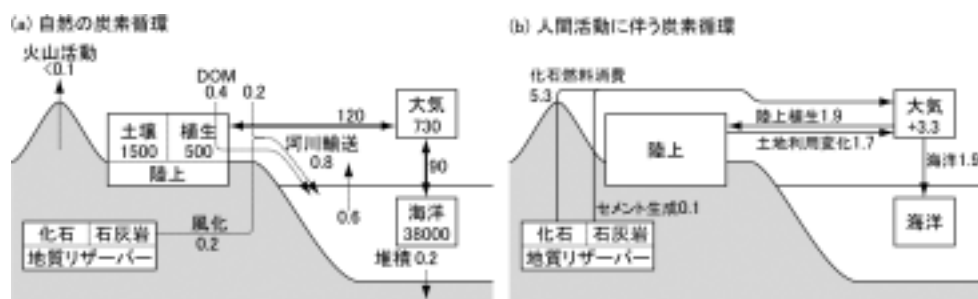 (a) 自然の炭素循環
火山活動
<0.1
DOM
0.4
0.2
120
大気
730
土壌
1500
植生
500
陸上
河川輸送
0.8
90
0.6
海洋
38000
風化
0.2
化石
石灰岩
地質リザーバー
堆積 0.2
(b) 人間活動に伴う炭素循環
化石燃料消費
5.3
大気
+3.3
陸上植生1.9
土地利用変化1.7
陸上
海洋1.9
セメント生成0.1
海洋
化石
石灰岩
地質リザーバー